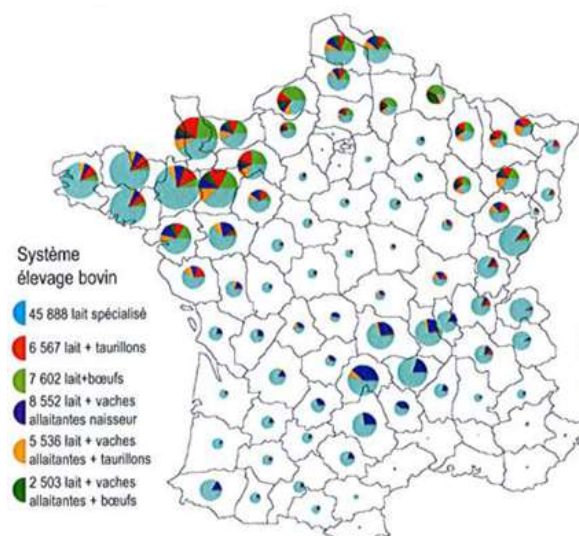 Système
élevage bovin
45 888 lait spécialisé
6 567 lait + taurillons
7 602 lait+bœufs
8 552 lait + vaches
allaitantes naisseur
5 536 lait + vaches
allaitantes + taurillons
2 503 lait + vaches
allaitantes + bœufs